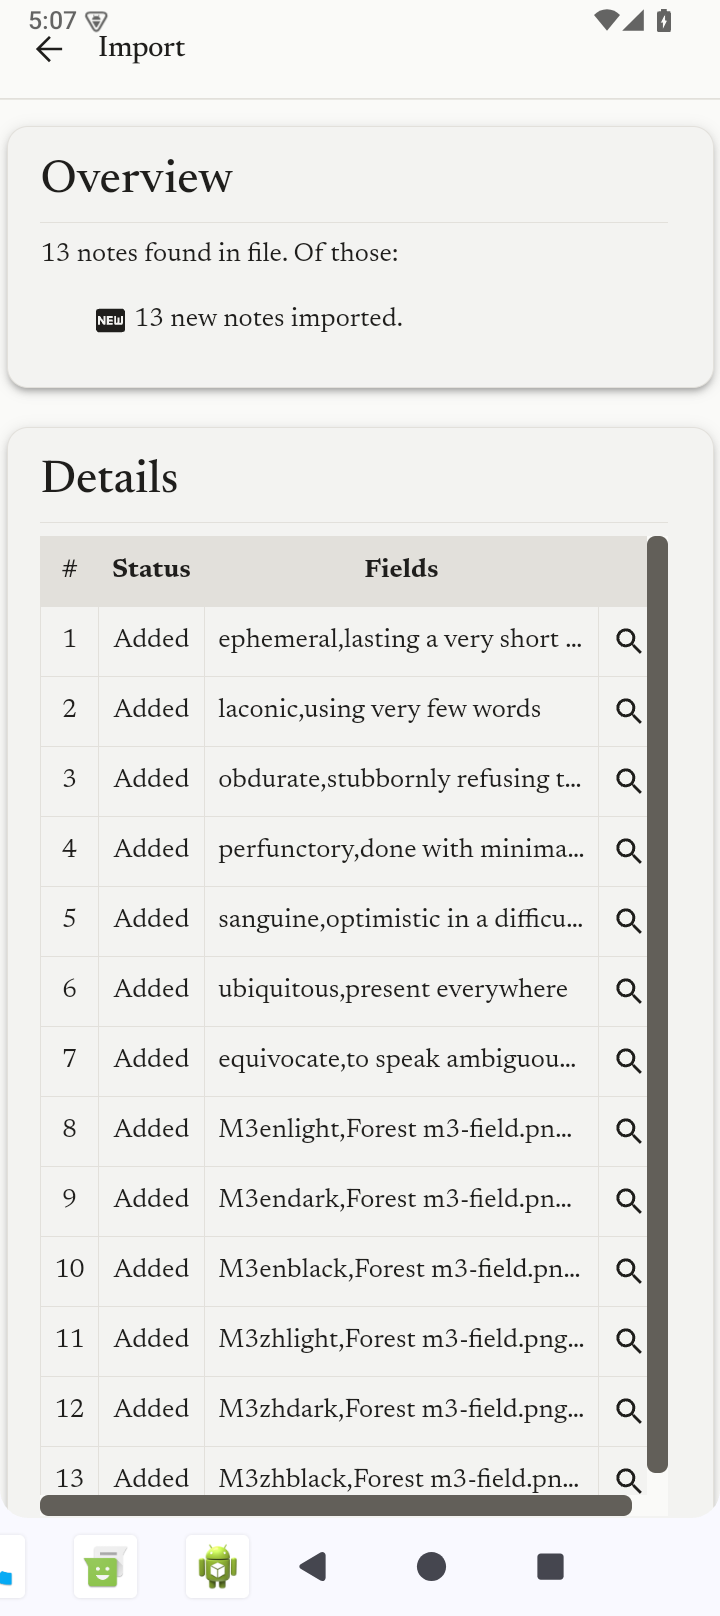 5:07
Import
Overview
13 notes found in file. Of those:
NEW 13 new notes imported.
Details
# Status Fields
1 Added ephemeral,lasting a very short ...
2 Added laconic,using very few words
3 Added obdurate,stubbornly refusing t...
4 Added perfunctory,done with minima...
5 Added sanguine,optimistic in a difficu...
6 Added ubiquitous,present everywhere
7 Added equivocate,to speak ambiguou...
8 Added M3enlight,Forest m3-field.pn...
9 Added M3endark,Forest m3-field.pn...
10 Added M3enblack,Forest m3-field.pn...
11 Added M3zhlight,Forest m3-field.png...
12 Added M3zhdark,Forest m3-field.png...
13 Added M3zhblack,Forest m3-field.pn...